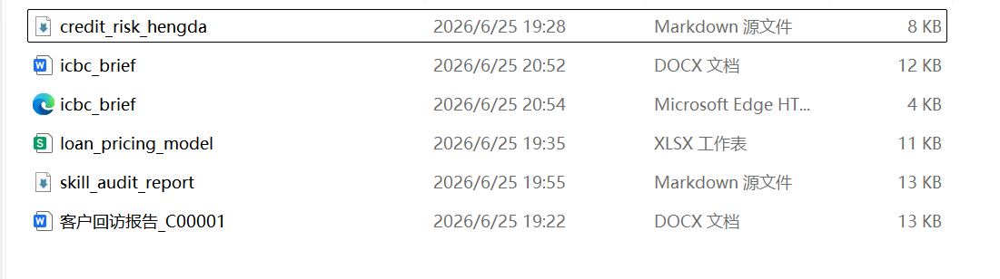 credit_risk_hengda 2026/6/25 19:28 Markdown 源文件 8 KB
icbc_brief 2026/6/25 20:52 DOCX 文档 12 KB
icbc_brief 2026/6/25 20:54 Microsoft Edge HT... 4 KB
loan_pricing_model 2026/6/25 19:35 XLSX 工作表 11 KB
skill_audit_report 2026/6/25 19:55 Markdown 源文件 13 KB
客户回访报告_C00001 2026/6/25 19:22 DOCX 文档 13 KB